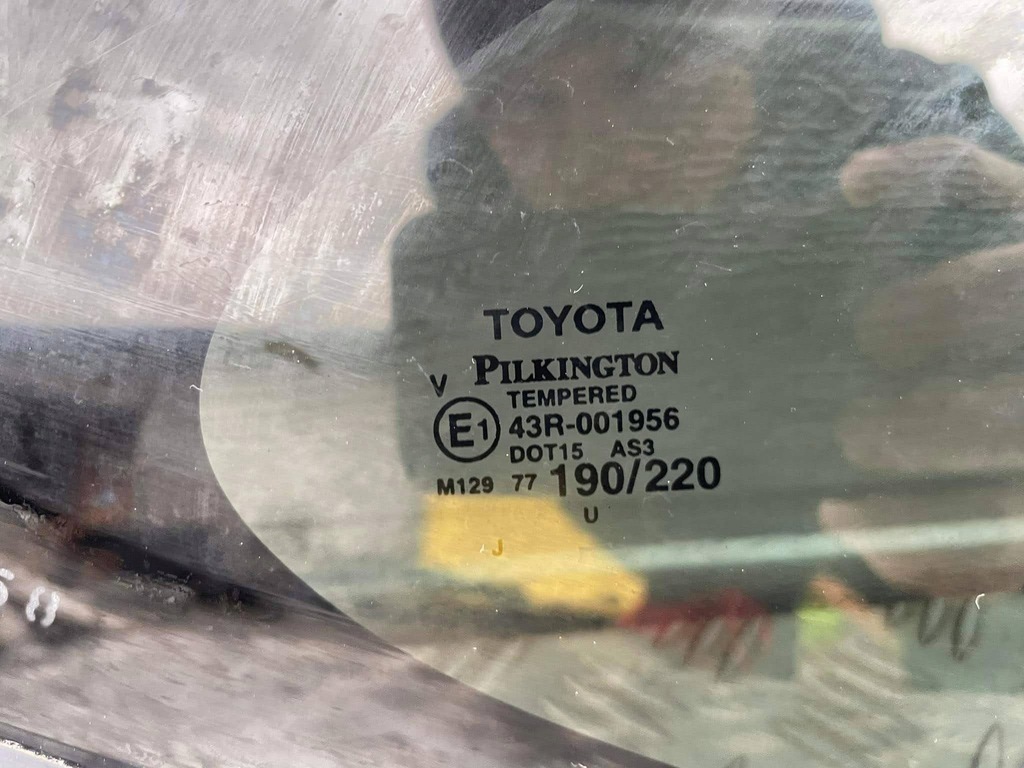 TOYOTA
PILKINGTON
V
TEMPERED
E1 43R-001956
DOT15 AS3
M129 77 190/220
U
J